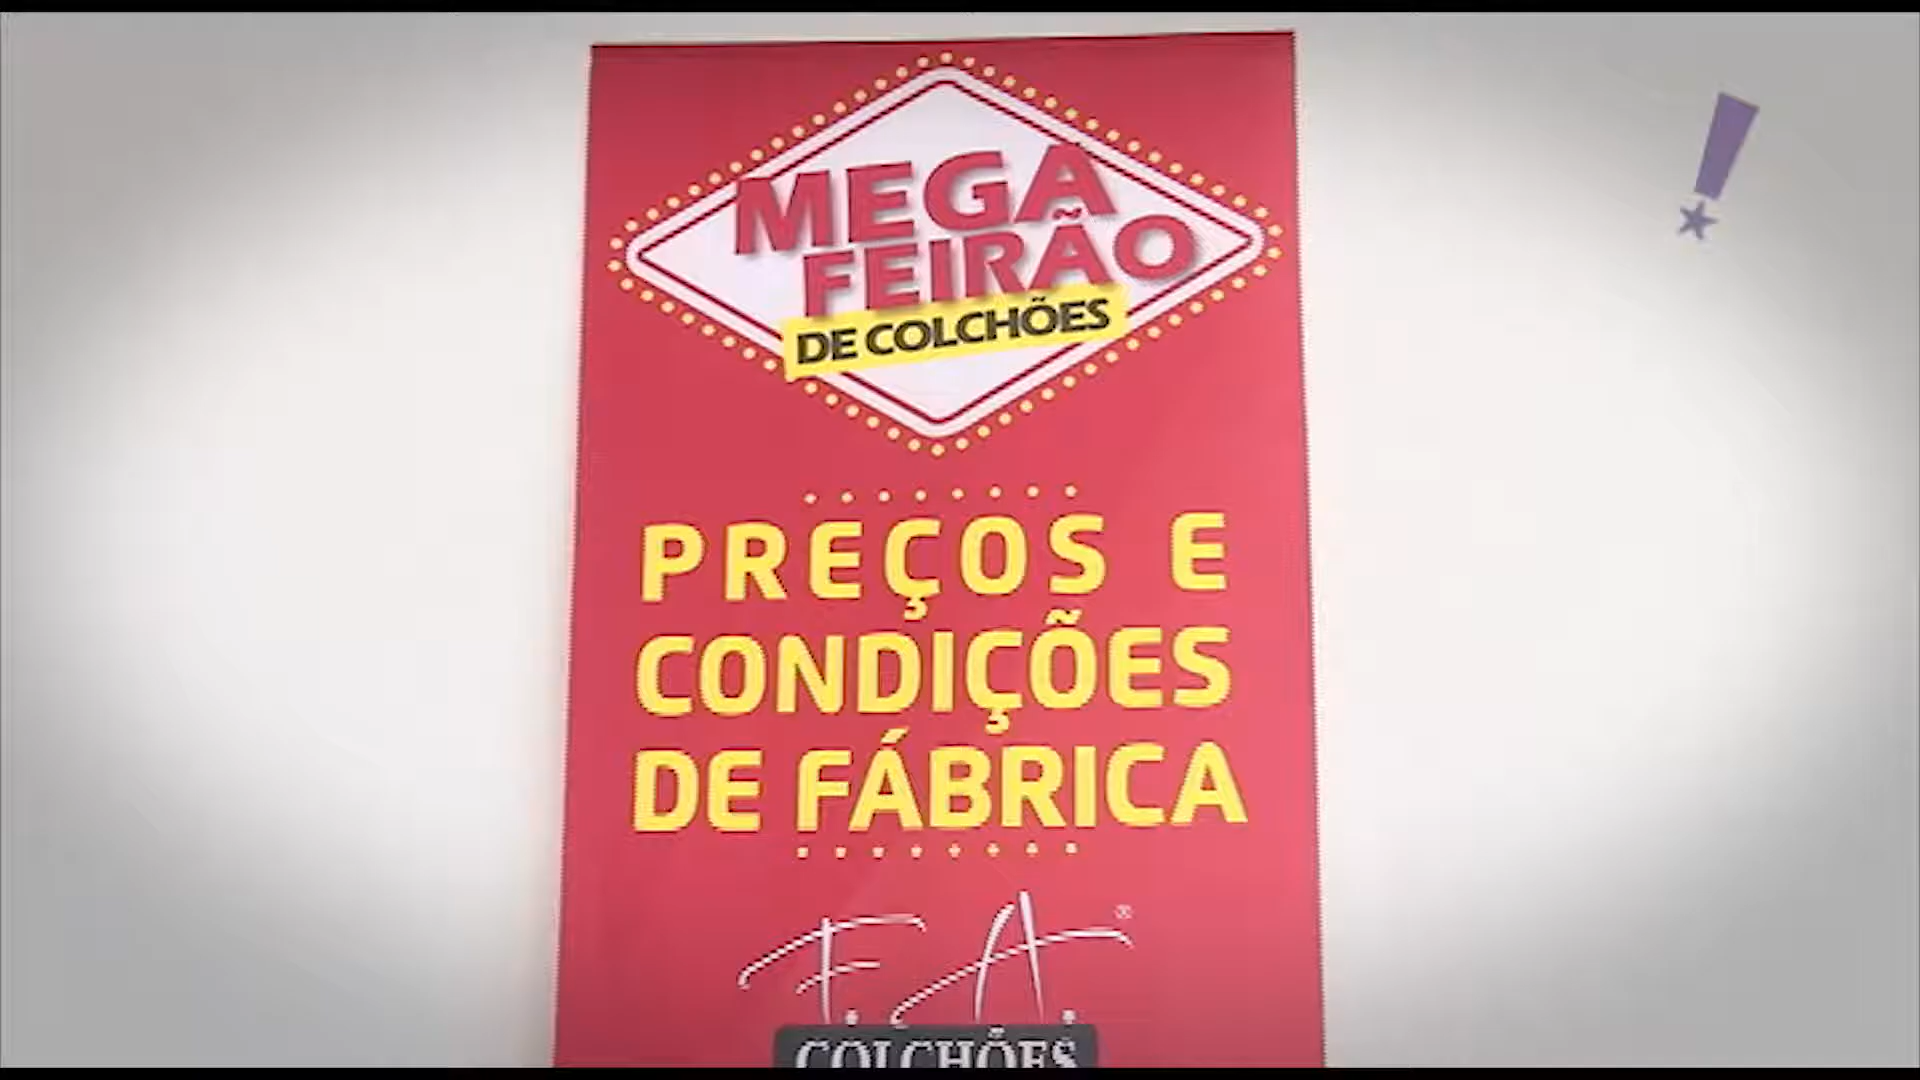 MEGA
FEIRÃO
DE COLCHÕES
PREÇOS E
CONDIÇÕES
DE FÁBRICA
F.A.®
COLCHÕES